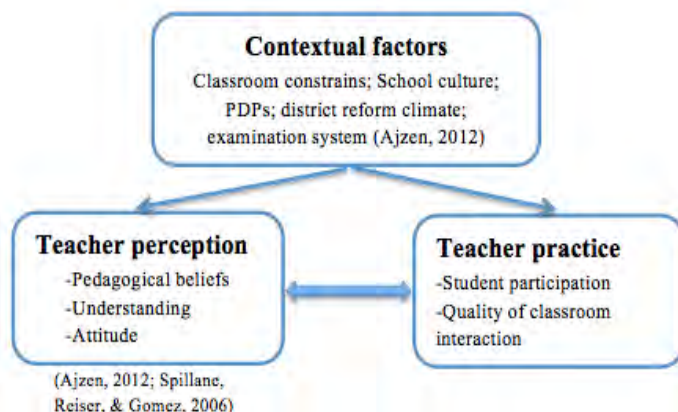 Contextual factors
Classroom constrains; School culture;
PDPs; district reform climate;
examination system (Ajzen, 2012)
Teacher perception
-Pedagogical beliefs
-Understanding
-Attitude
(Ajzen, 2012; Spillane,
Reiser, & Gomez, 2006)
Teacher practice
-Student participation
-Quality of classroom
interaction